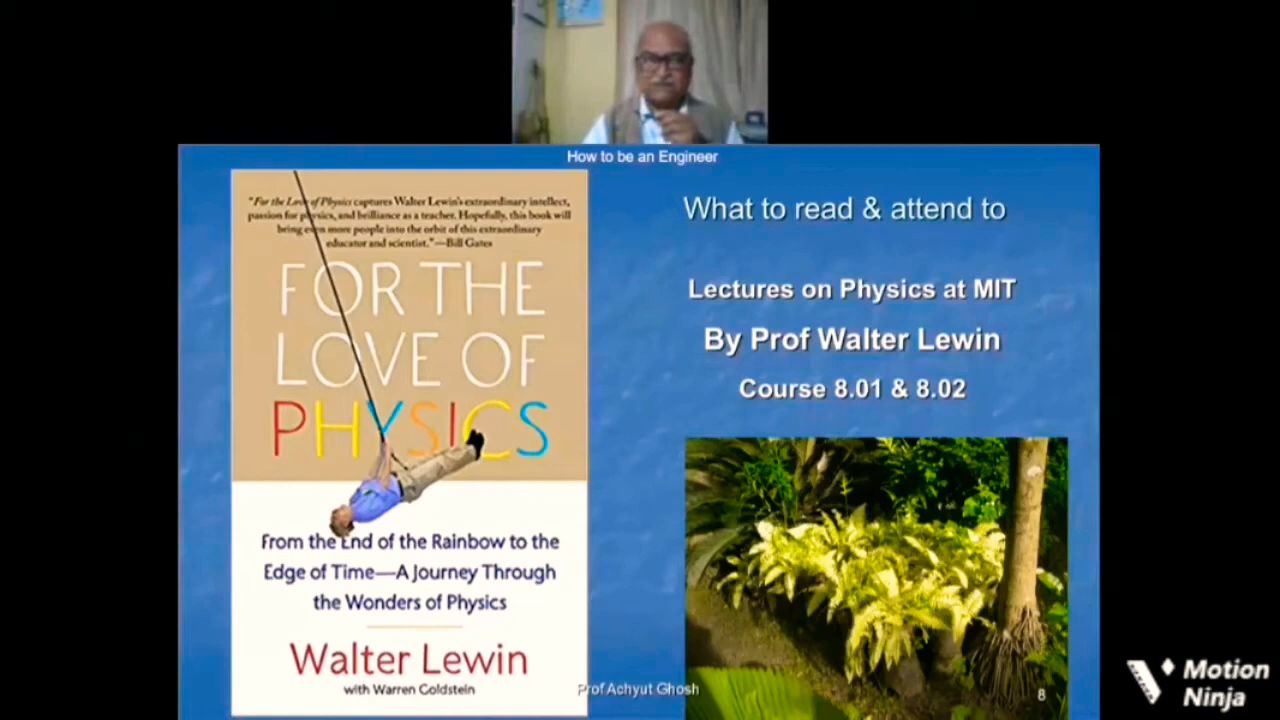 How to be an Engineer
"For the Love of Physics captures Walter Lewin's extraordinary intellect,
passion for physics, and brilliance as a teacher. Hopefully, this book will
bring even more people into the orbit of this extraordinary
educator and scientist."—Bill Gates
FOR THE
LOVE OF
PHYSICS
From the End of the Rainbow to the
Edge of Time—A Journey Through
the Wonders of Physics
Walter Lewin
with Warren Goldstein
What to read & attend to
Lectures on Physics at MIT
By Prof Walter Lewin
Course 8.01 & 8.02
Prof Achyut Ghosh
8
Motion
Ninja